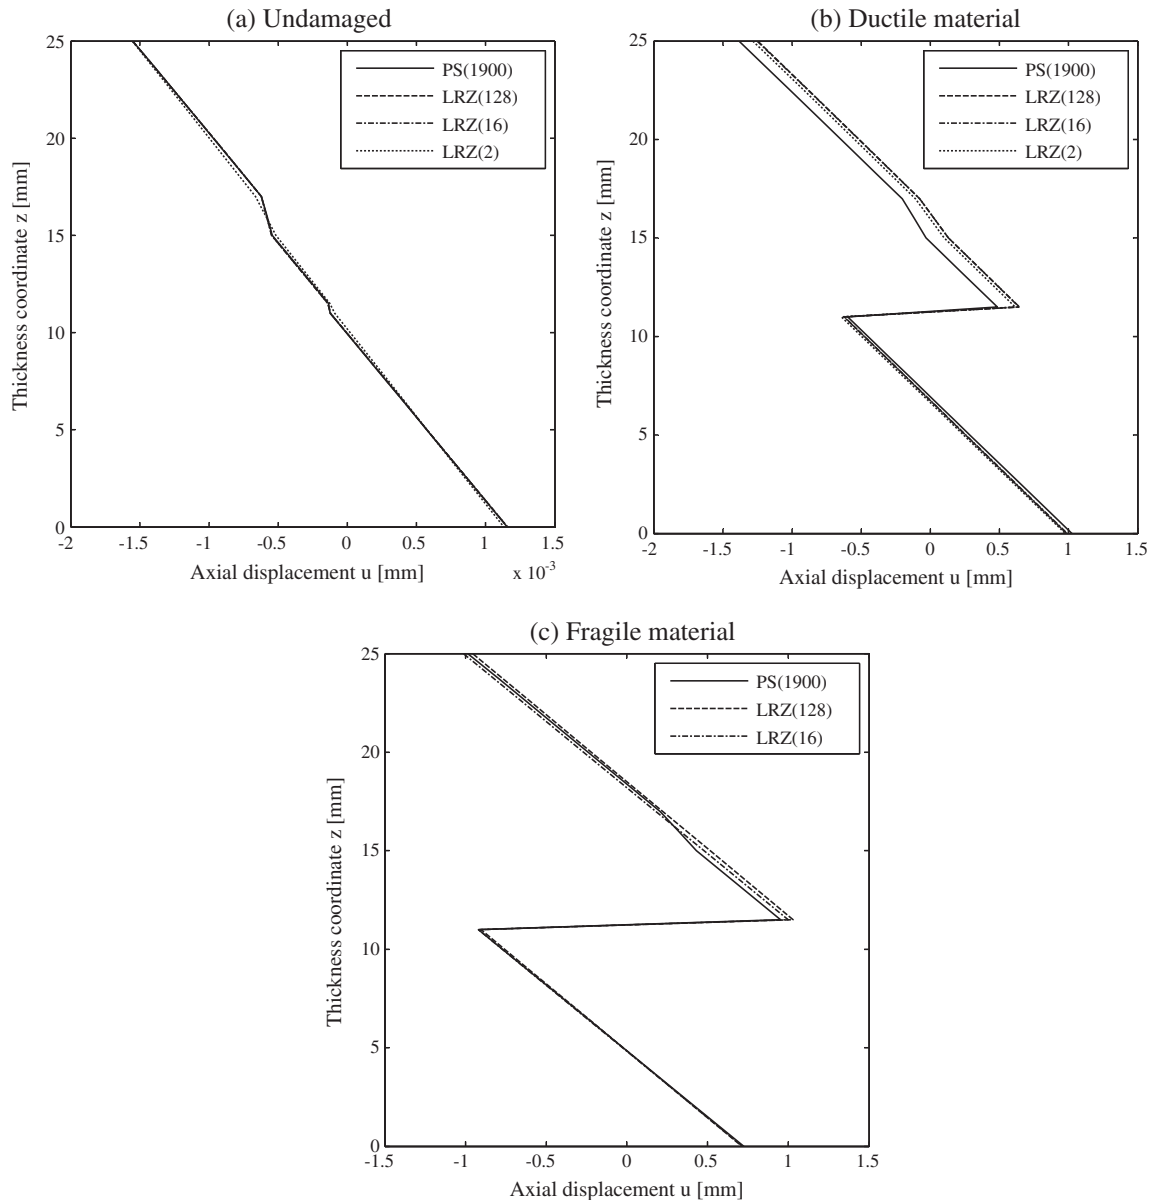 (a) Undamaged
25
20
15
10
5
0
Thickness coordinate z [mm]
PS(1900)
LRZ(128)
LRZ(16)
LRZ(2)
-2 -1.5 -1 -0.5 0 0.5 1 1.5
x 10⁻³
Axial displacement u [mm]
(b) Ductile material
25
20
15
10
5
0
Thickness coordinate z [mm]
PS(1900)
LRZ(128)
LRZ(16)
LRZ(2)
-2 -1.5 -1 -0.5 0 0.5 1 1.5
Axial displacement u [mm]
(c) Fragile material
25
20
15
10
5
0
Thickness coordinate z [mm]
PS(1900)
LRZ(128)
LRZ(16)
-1.5 -1 -0.5 0 0.5 1 1.5
Axial displacement u [mm]